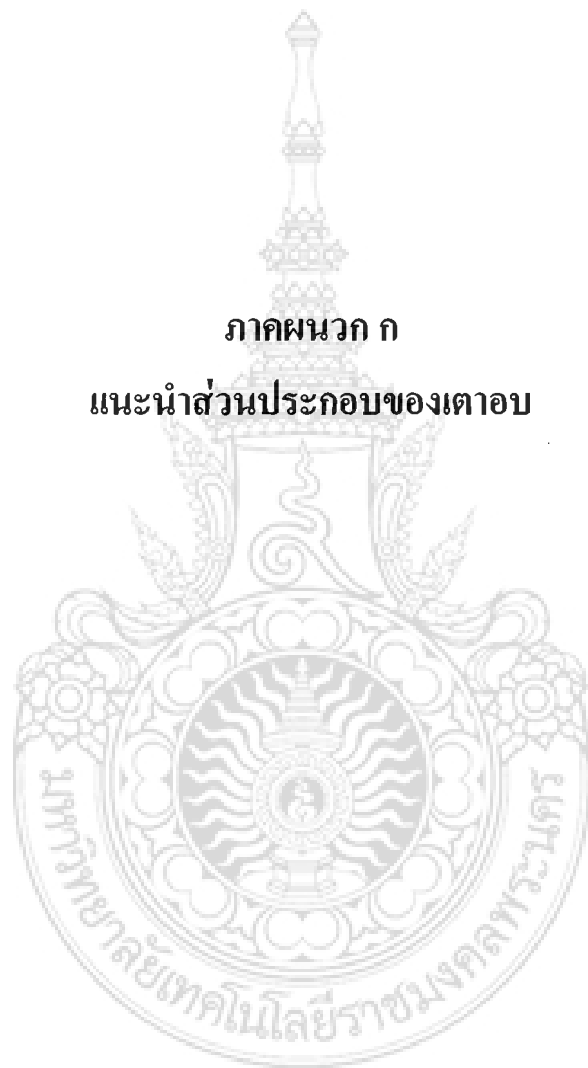 ภาคผนวก ก
แนะนำส่วนประกอบของเตาอบ
มหาวิทยาลัยเทคโนโลยีราชมงคลพระนคร